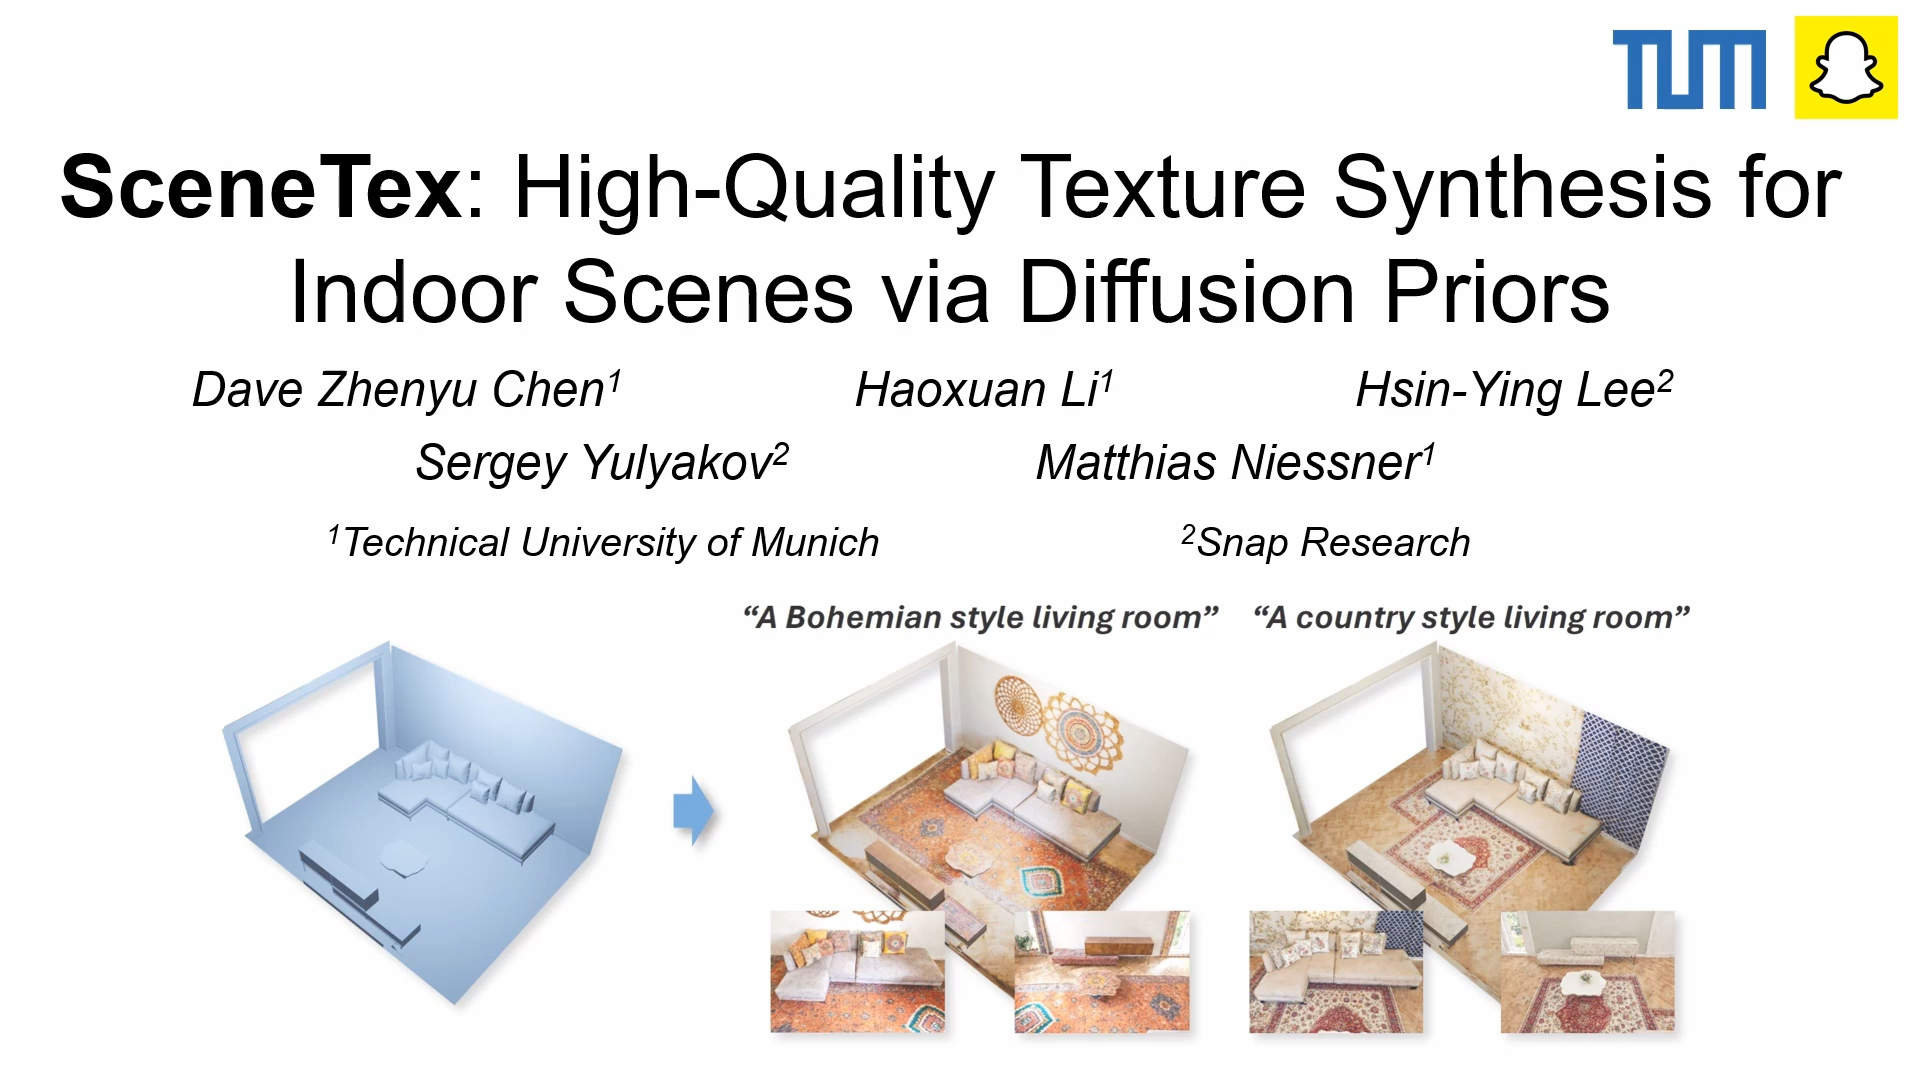 TUM
SceneTex: High-Quality Texture Synthesis for
Indoor Scenes via Diffusion Priors
Dave Zhenyu Chen¹ Haoxuan Li¹ Hsin-Ying Lee²
Sergey Yulyakov² Matthias Niessner¹
¹Technical University of Munich ²Snap Research
“A Bohemian style living room” “A country style living room”